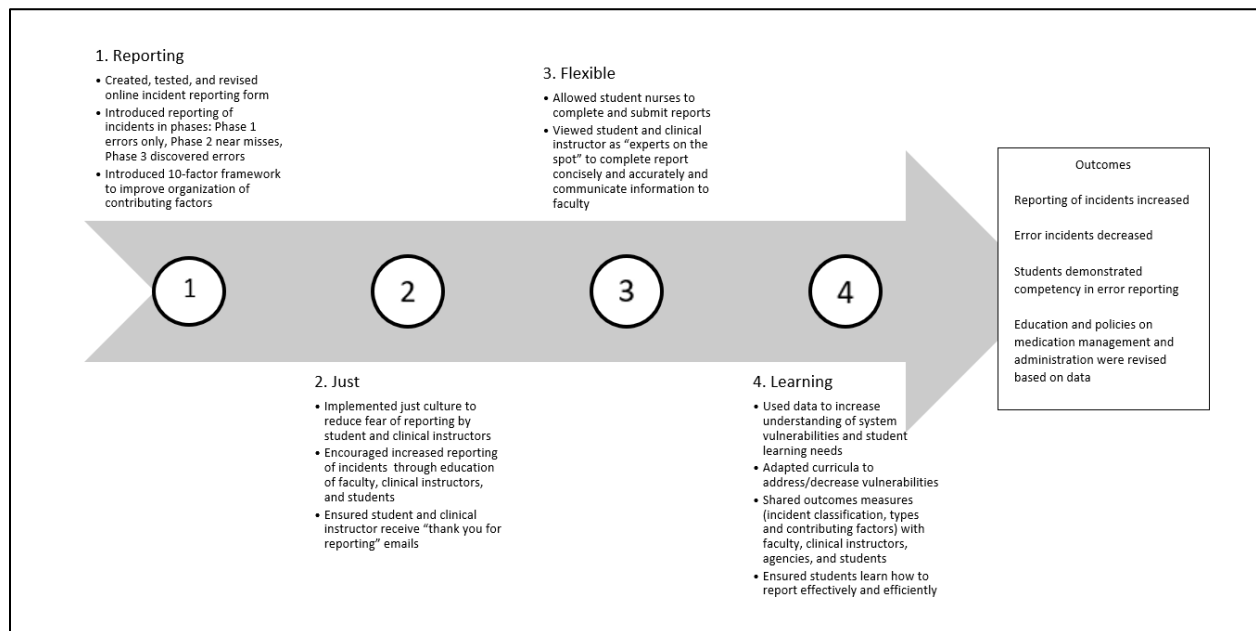 1. Reporting
• Created, tested, and revised
online incident reporting form
• Introduced reporting of
incidents in phases: Phase 1
errors only, Phase 2 near misses,
Phase 3 discovered errors
• Introduced 10-factor framework
to improve organization of
contributing factors
3. Flexible
• Allowed student nurses to
complete and submit reports
• Viewed student and clinical
instructor as “experts on the
spot” to complete report
concisely and accurately and
communicate information to
faculty
1
2
3
4
2. Just
• Implemented just culture to
reduce fear of reporting by
student and clinical instructors
• Encouraged increased reporting
of incidents through education
of faculty, clinical instructors,
and students
• Ensured student and clinical
instructor receive “thank you for
reporting” emails
4. Learning
• Used data to increase
understanding of system
vulnerabilities and student
learning needs
• Adapted curricula to
address/decrease vulnerabilities
• Shared outcomes measures
(incident classification, types
and contributing factors) with
faculty, clinical instructors,
agencies, and students
• Ensured students learn how to
report effectively and efficiently
Outcomes
Reporting of incidents increased
Error incidents decreased
Students demonstrated
competency in error reporting
Education and policies on
medication management and
administration were revised
based on data